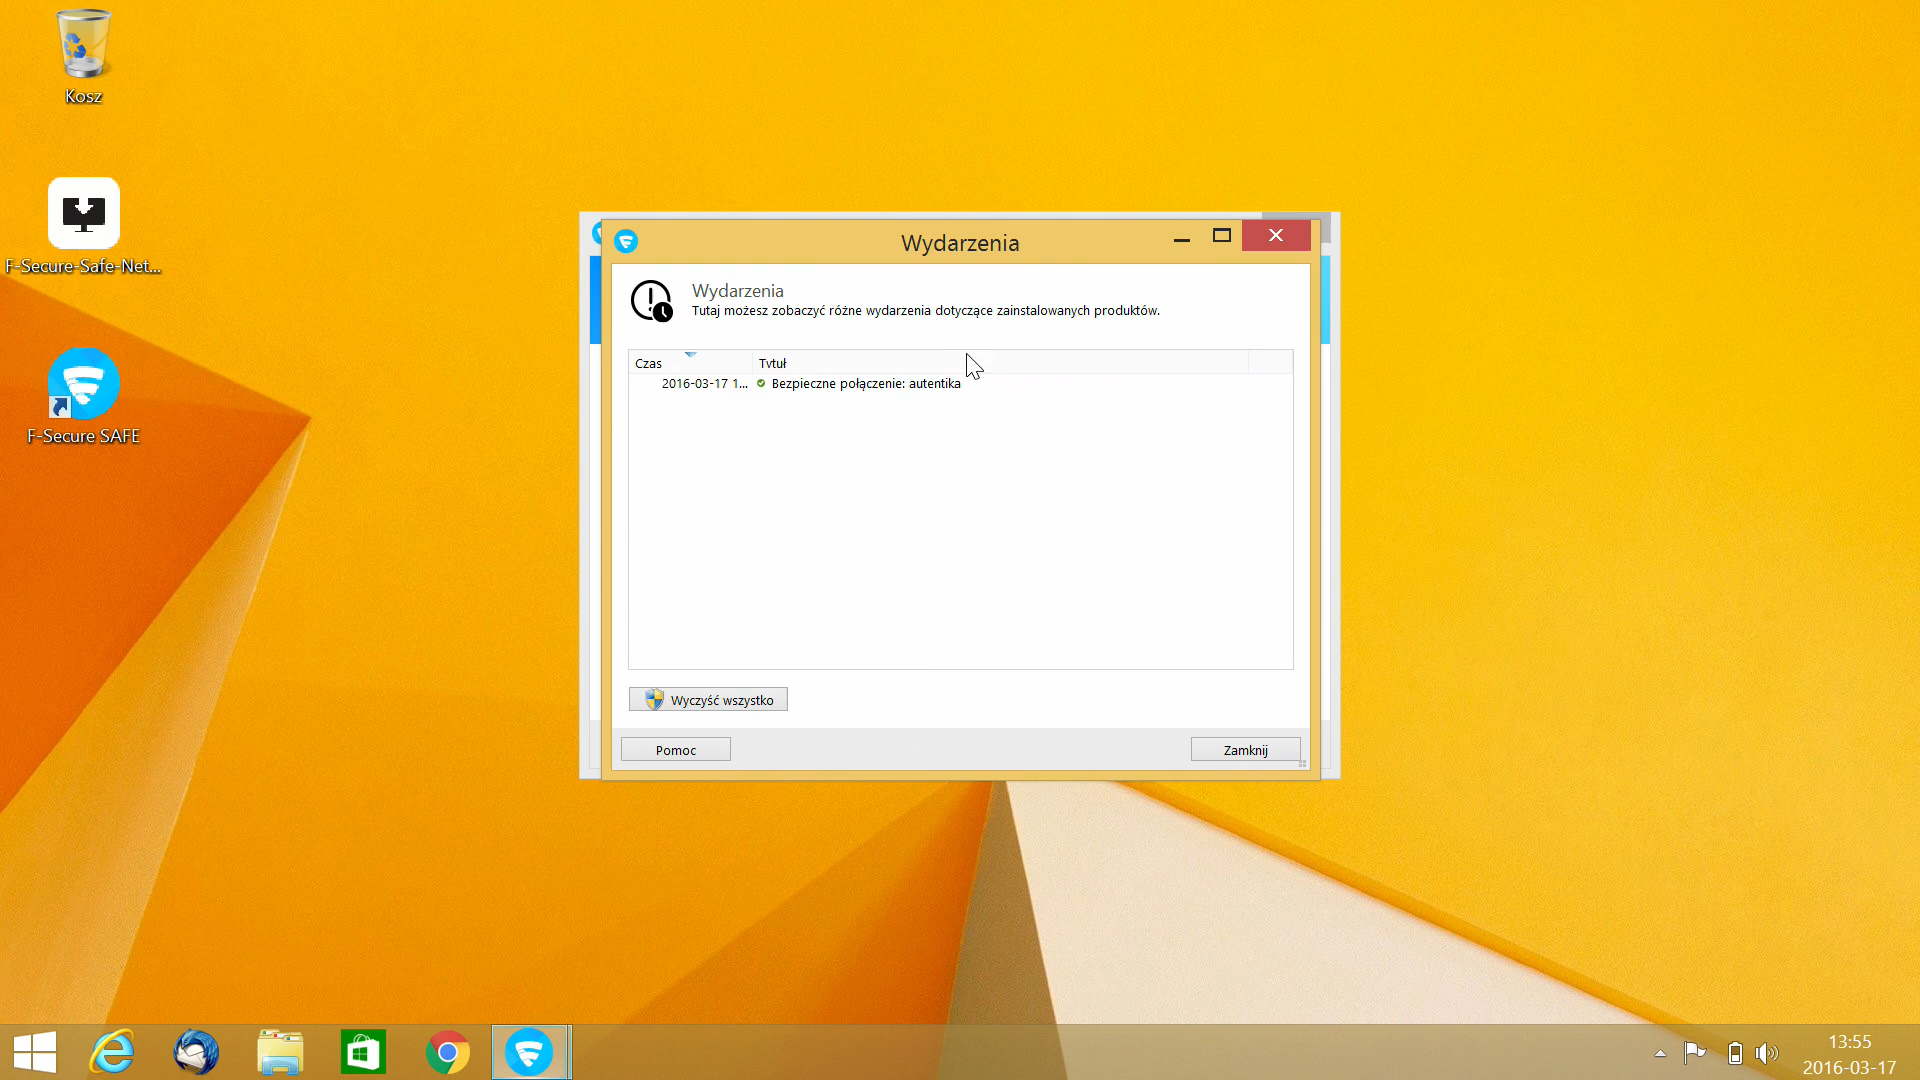 Kosz
F-Secure-Safe-Net...
F-Secure SAFE
Wydarzenia
Wydarzenia
Tutaj możesz zobaczyć różne wydarzenia dotyczące zainstalowanych produktów.
Czas Tytuł
2016-03-17 1... Bezpieczne połączenie: autentika
Wyczyść wszystko
Pomoc Zamknij
13:55
2016-03-17